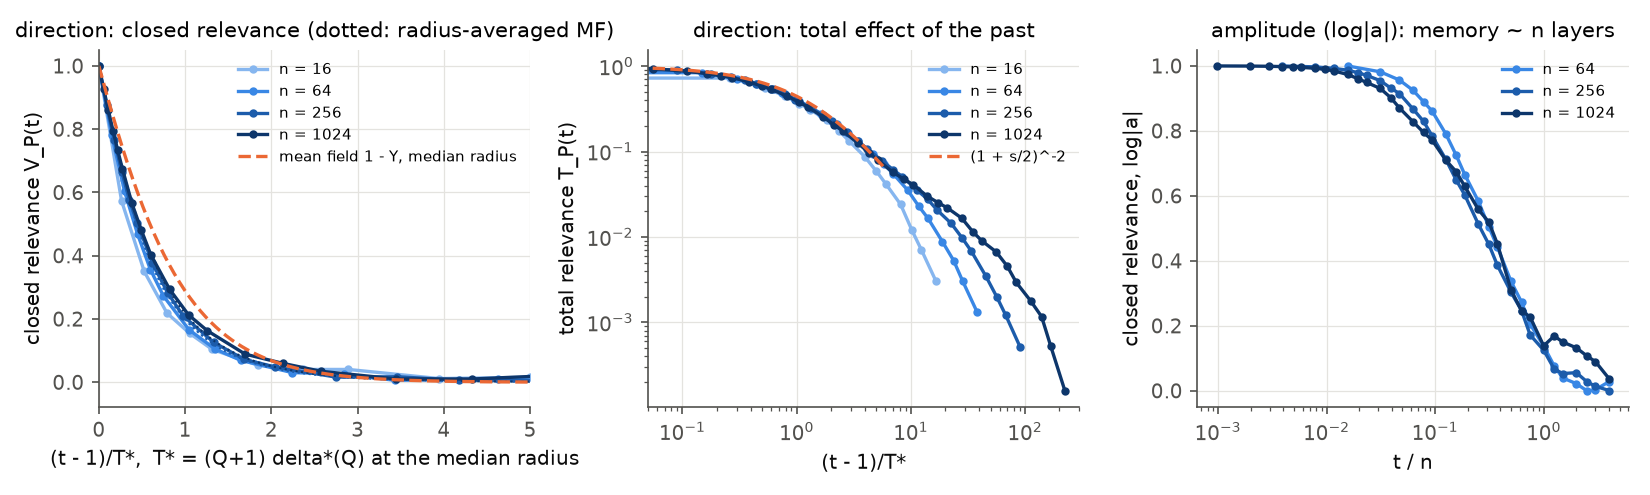 direction: closed relevance (dotted: radius-averaged MF)
closed relevance V_P(t)
1.0
0.8
0.6
0.4
0.2
0.0
n = 16
n = 64
n = 256
n = 1024
mean field 1 - Y, median radius
0 1 2 3 4 5
(t - 1)/T*,  T* = (Q+1) delta*(Q) at the median radius
direction: total effect of the past
total relevance T_P(t)
10^0
10^−1
10^−2
10^−3
n = 16
n = 64
n = 256
n = 1024
(1 + s/2)^-2
10^−1 10^0 10^1 10^2
(t - 1)/T*
amplitude (log|a|): memory ~ n layers
closed relevance, log|a|
1.0
0.8
0.6
0.4
0.2
0.0
n = 64
n = 256
n = 1024
10^−3 10^−2 10^−1 10^0
t / n